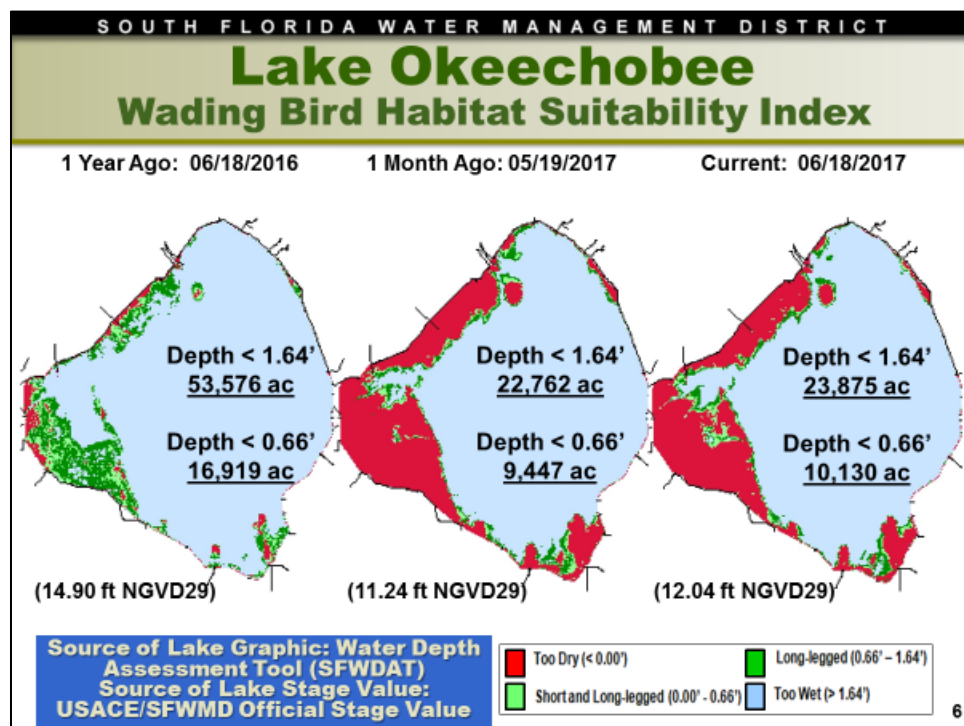 SOUTH FLORIDA WATER MANAGEMENT DISTRICT
Lake Okeechobee
Wading Bird Habitat Suitability Index
1 Year Ago: 06/18/2016
1 Month Ago: 05/19/2017
Current: 06/18/2017
Depth < 1.64’
53,576 ac
Depth < 0.66’
16,919 ac
(14.90 ft NGVD29)
Depth < 1.64’
22,762 ac
Depth < 0.66’
9,447 ac
(11.24 ft NGVD29)
Depth < 1.64’
23,875 ac
Depth < 0.66’
10,130 ac
(12.04 ft NGVD29)
Source of Lake Graphic: Water Depth
Assessment Tool (SFWDAT)
Source of Lake Stage Value:
USACE/SFWMD Official Stage Value
Too Dry (< 0.00’)
Long-legged (0.66’ – 1.64’)
Short and Long-legged (0.00’ - 0.66’)
Too Wet (> 1.64’)
6